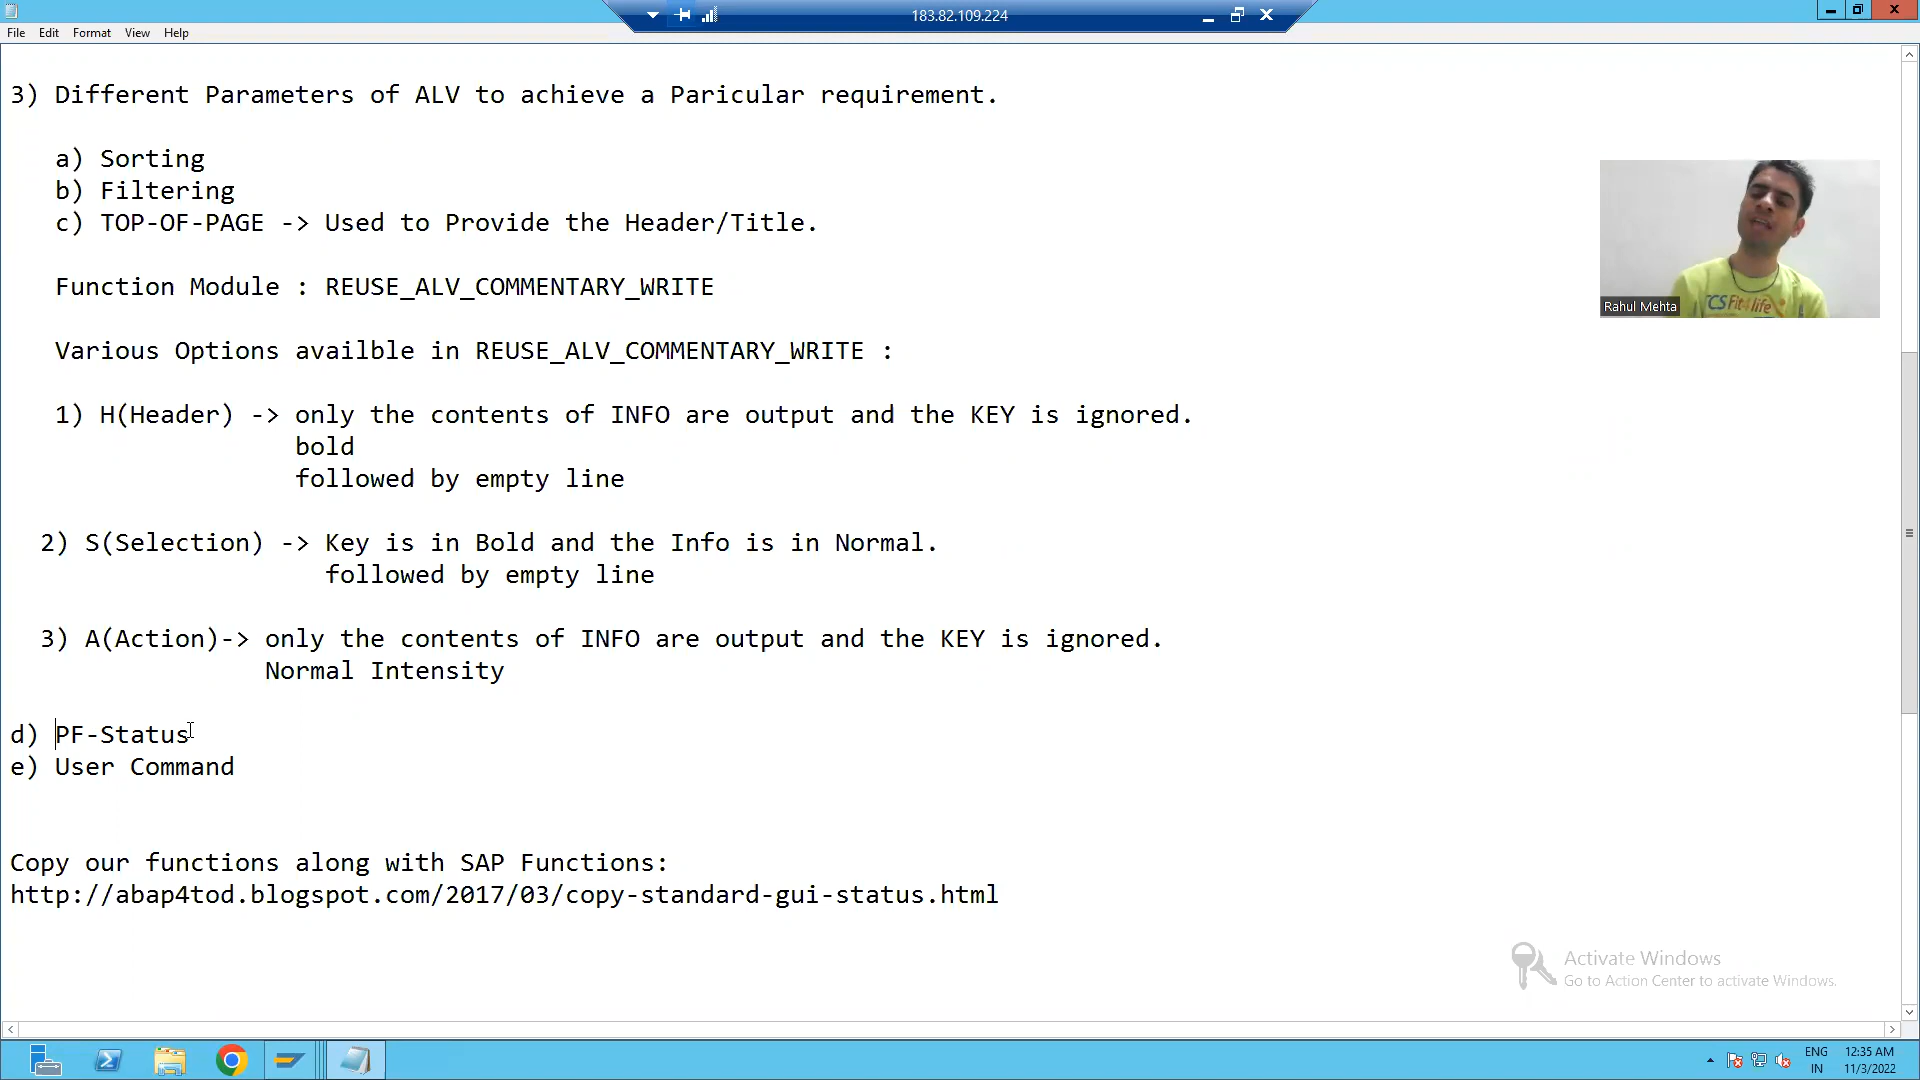 183.82.109.224
File Edit Format View Help
3) Different Parameters of ALV to achieve a Paricular requirement.
a) Sorting
b) Filtering
c) TOP-OF-PAGE -> Used to Provide the Header/Title.
Function Module : REUSE_ALV_COMMENTARY_WRITE
Various Options availble in REUSE_ALV_COMMENTARY_WRITE :
1) H(Header) -> only the contents of INFO are output and the KEY is ignored.
bold
followed by empty line
2) S(Selection) -> Key is in Bold and the Info is in Normal.
followed by empty line
3) A(Action)-> only the contents of INFO are output and the KEY is ignored.
Normal Intensity
d) PF-Status
e) User Command
Copy our functions along with SAP Functions:
http://abap4tod.blogspot.com/2017/03/copy-standard-gui-status.html
CS Fit4life
Rahul Mehta
Activate Windows
Go to Action Center to activate Windows.
ENG 12:35 AM
IN 11/3/2022